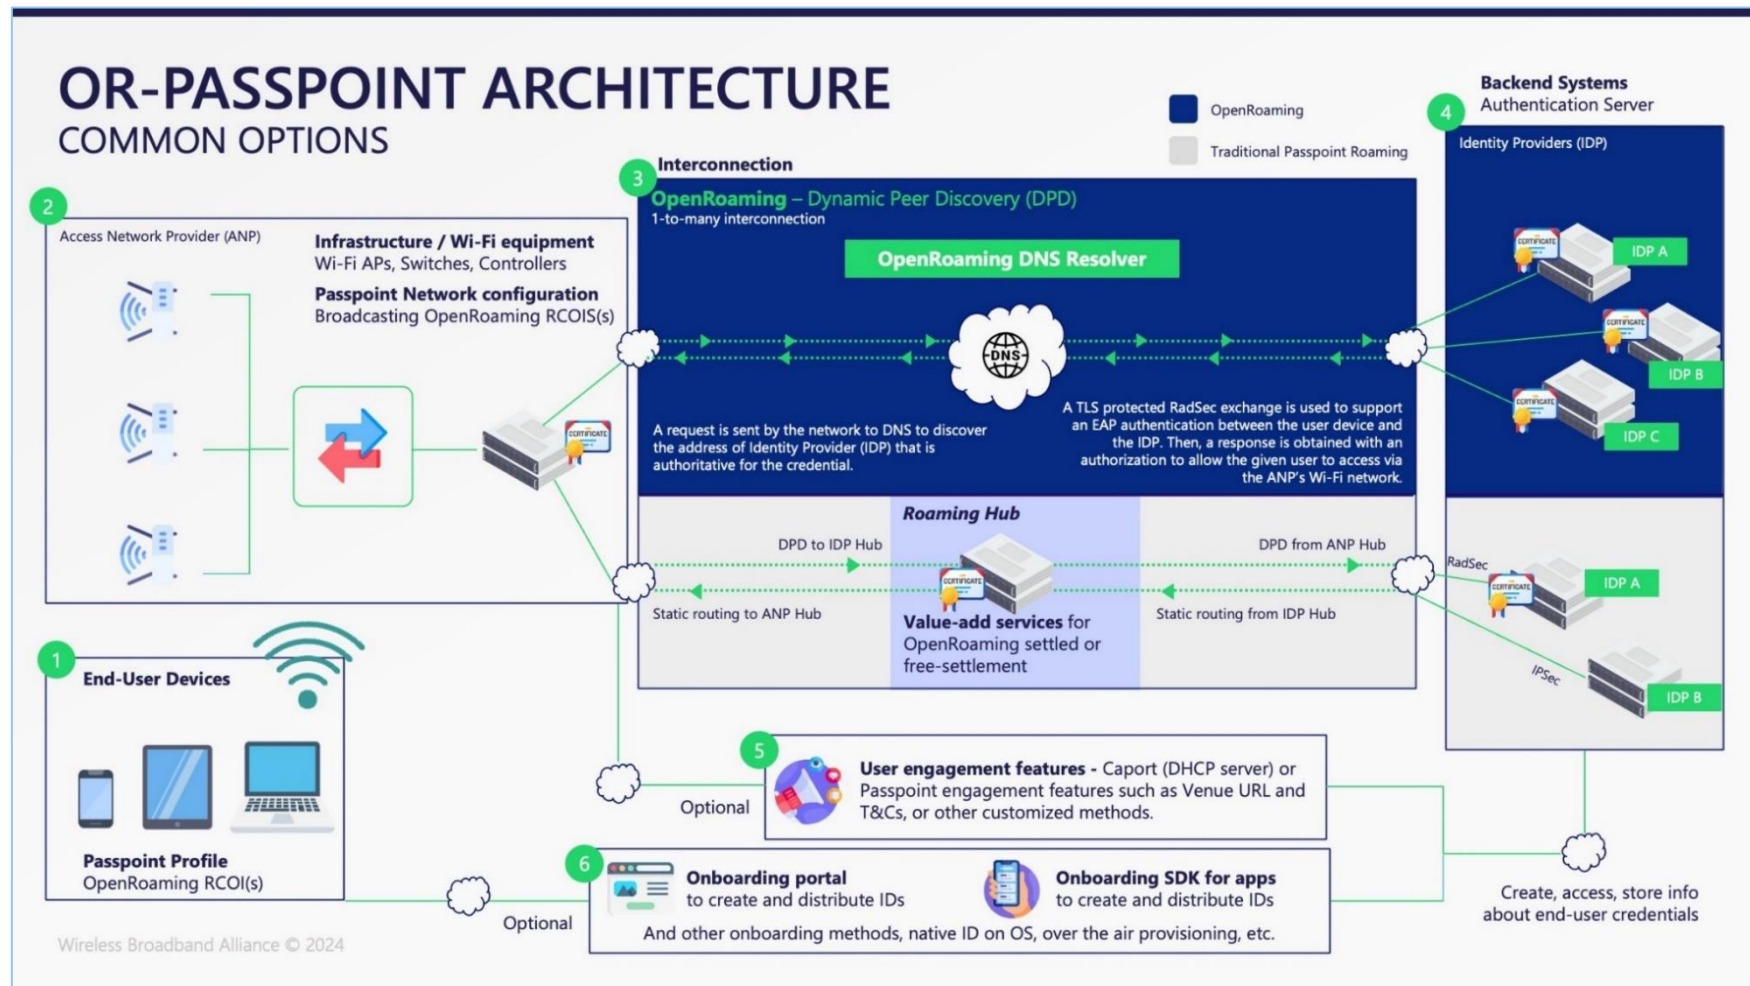 OR-PASSPOINT ARCHITECTURE
COMMON OPTIONS
OpenRoaming
Traditional Passpoint Roaming
Backend Systems
Authentication Server
4
Identity Providers (IDP)
IDP A
IDP B
IDP C
CERTIFICATE
CERTIFICATE
CERTIFICATE
2
Access Network Provider (ANP)
Infrastructure / Wi-Fi equipment
Wi-Fi APs, Switches, Controllers
Passpoint Network configuration
Broadcasting OpenRoaming RCOIS(s)
CERTIFICATE
Interconnection
3
OpenRoaming – Dynamic Peer Discovery (DPD)
1-to-many interconnection
OpenRoaming DNS Resolver
DNS
A request is sent by the network to DNS to discover
the address of Identity Provider (IDP) that is
authoritative for the credential.
A TLS protected RadSec exchange is used to support
an EAP authentication between the user device and
the IDP. Then, a response is obtained with an
authorization to allow the given user to access via
the ANP's Wi-Fi network.
Roaming Hub
DPD to IDP Hub
DPD from ANP Hub
CERTIFICATE
Static routing to ANP Hub
Static routing from IDP Hub
Value-add services for
OpenRoaming settled or
free-settlement
RadSec
CERTIFICATE
IDP A
IPSec
IDP B
1
End-User Devices
Passpoint Profile
OpenRoaming RCOI(s)
5
Optional
User engagement features - Caport (DHCP server) or
Passpoint engagement features such as Venue URL and
T&Cs, or other customized methods.
6
Optional
Onboarding portal
to create and distribute IDs
Onboarding SDK for apps
to create and distribute IDs
And other onboarding methods, native ID on OS, over the air provisioning, etc.
Create, access, store info
about end-user credentials
Wireless Broadband Alliance © 2024